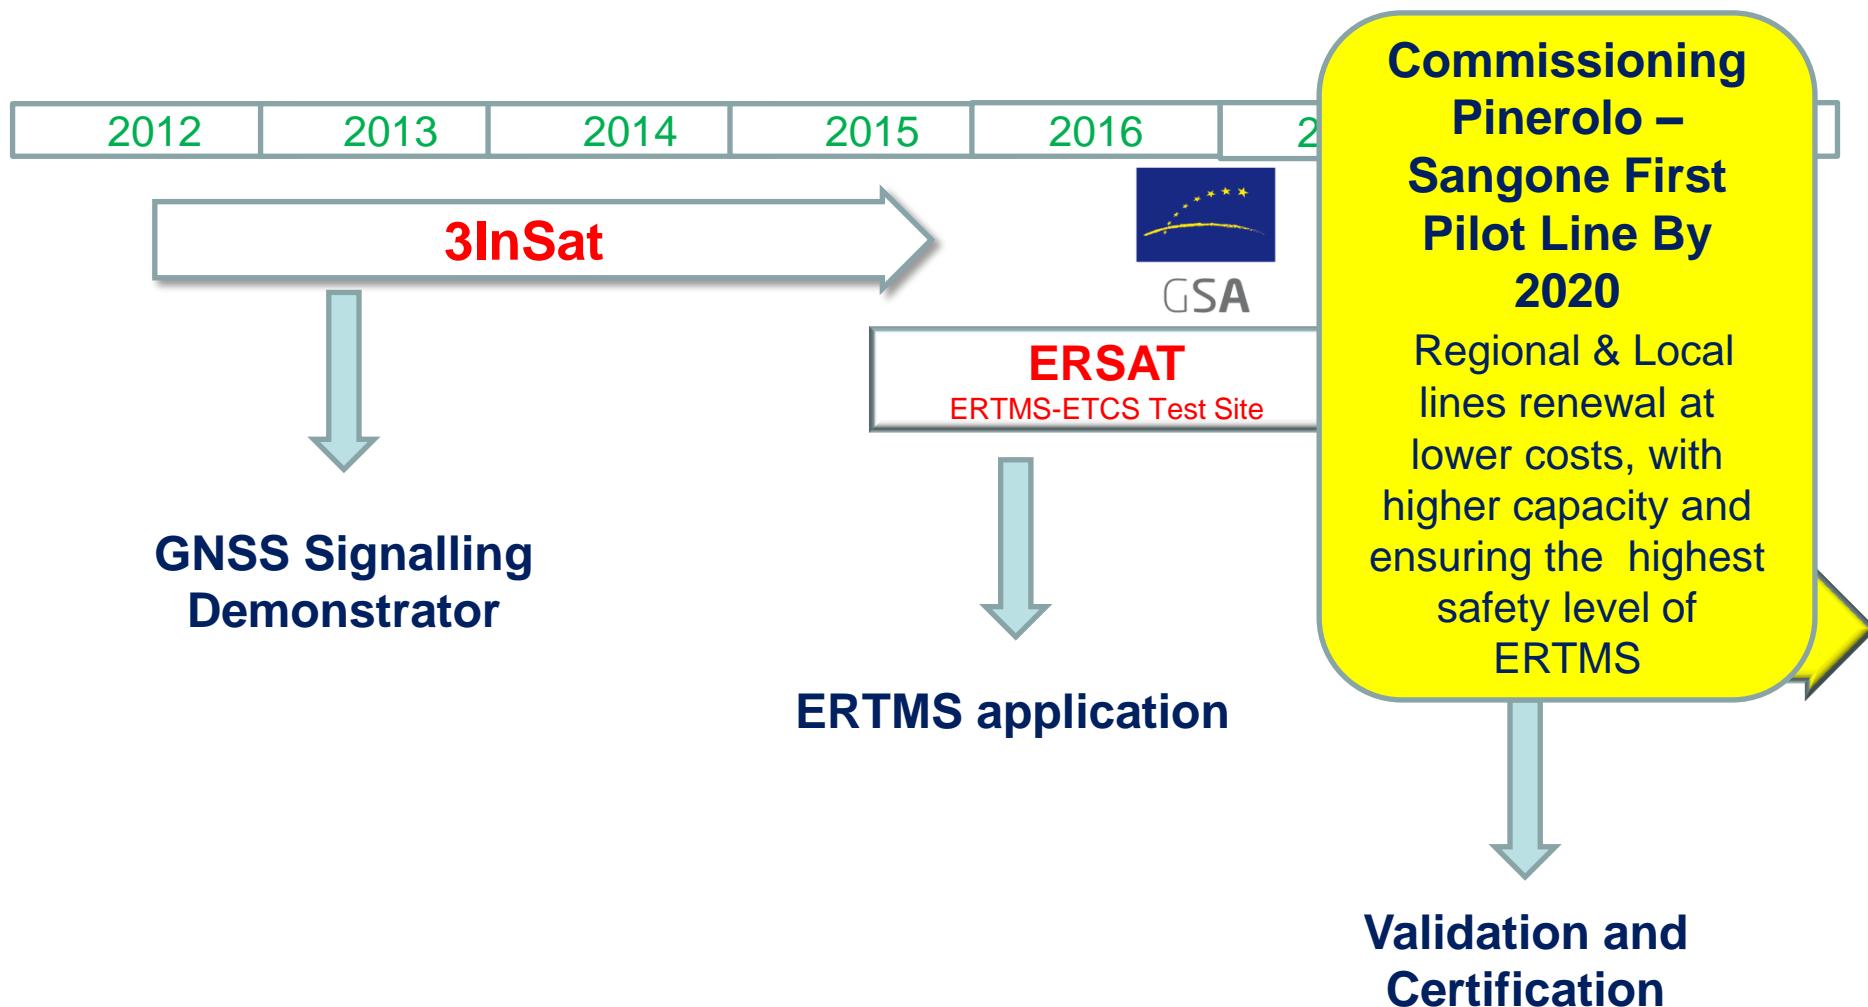 2012 2013 2014 2015 2016 2
3InSat
GSA
ERSAT
ERTMS-ETCS Test Site
GNSS Signalling
Demonstrator
ERTMS application
Commissioning
Pinerolo –
Sangone First
Pilot Line By
2020
Regional & Local
lines renewal at
lower costs, with
higher capacity and
ensuring the highest
safety level of
ERTMS
Validation and
Certification